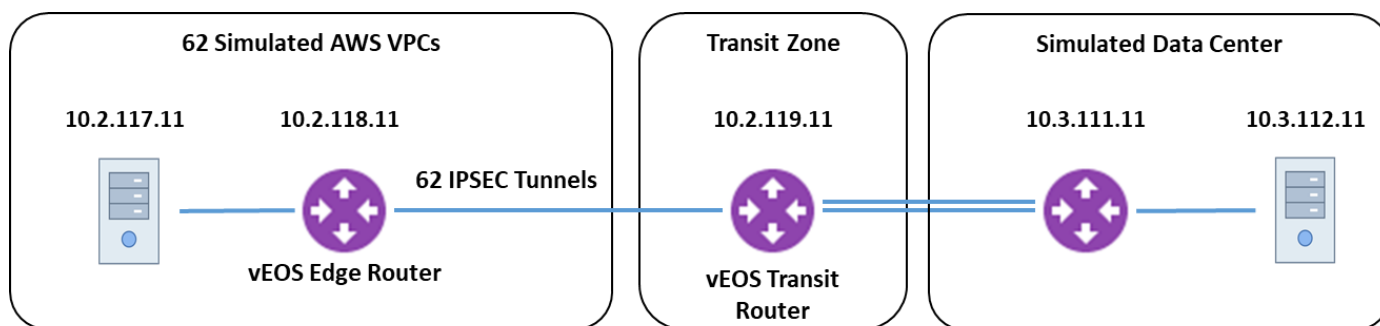 62 Simulated AWS VPCs
Transit Zone
Simulated Data Center
10.2.117.11
10.2.118.11
10.2.119.11
10.3.111.11
10.3.112.11
62 IPSEC Tunnels
vEOS Edge Router
vEOS Transit
Router